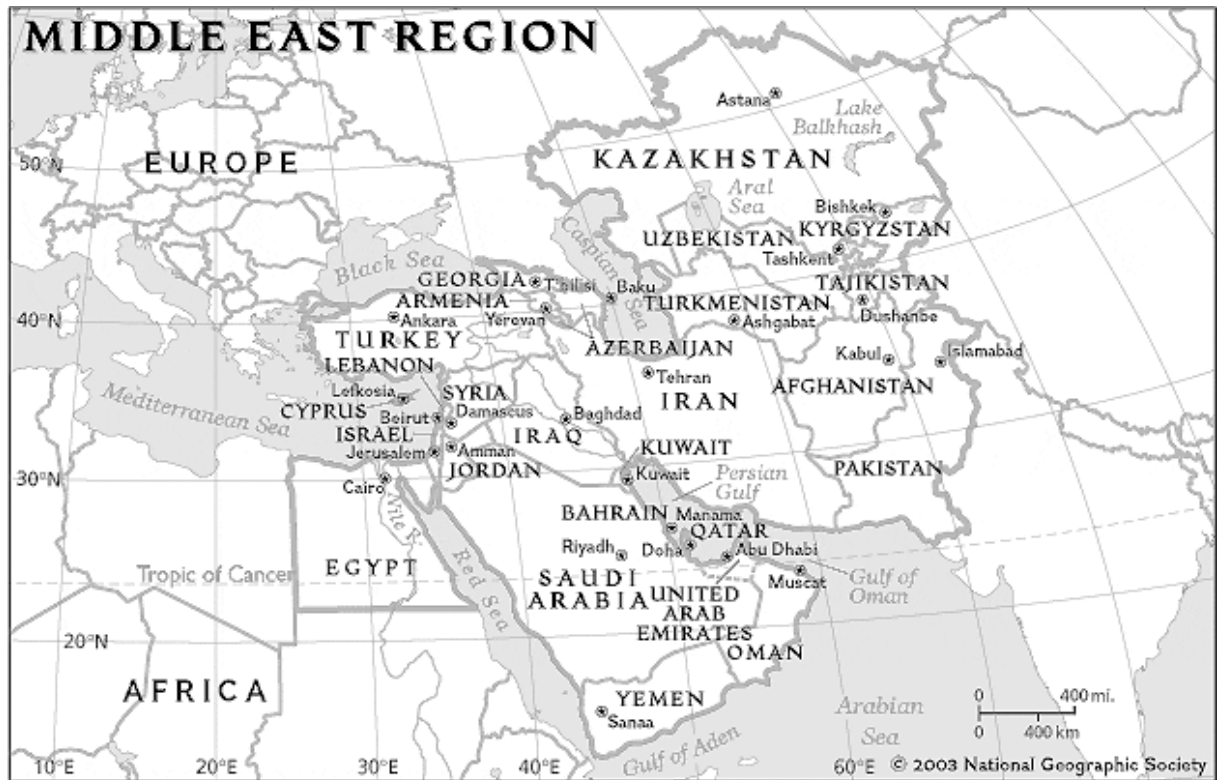 MIDDLE EAST REGION
Astana
Lake
Balkhash
50°N
EUROPE
KAZAKHSTAN
Aral
Sea
Bishkek
KYRGYZSTAN
UZBEKISTAN
Tashkent
Caspian Sea
Black Sea
GEORGIA
T'bilisi
Baku
TAJIKISTAN
ARMENIA
TURKMENISTAN
40°N
Ankara
Yerevan
Ashgabat
Dushanbe
TURKEY
AZERBAIJAN
Kabul
Islamabad
LEBANON
Tehran
AFGHANISTAN
Mediterranean Sea
Lefkosia
SYRIA
IRAN
CYPRUS
Beirut
Damascus
Baghdad
ISRAEL
IRAQ
Jerusalem
Amman
KUWAIT
30°N
JORDAN
Kuwait
Persian
Gulf
PAKISTAN
Cairo
Nile R.
BAHRAIN
Manama
QATAR
Riyadh
Doha
Abu Dhabi
Tropic of Cancer
EGYPT
Red Sea
SAUDI
ARABIA
Muscat
Gulf of
Oman
UNITED
ARAB
EMIRATES
20°N
OMAN
AFRICA
YEMEN
Sanaa
0 400 mi.
0 400 km
Arabian
Sea
Gulf of Aden
10°E
20°E
30°E
40°E
60°E
© 2003 National Geographic Society